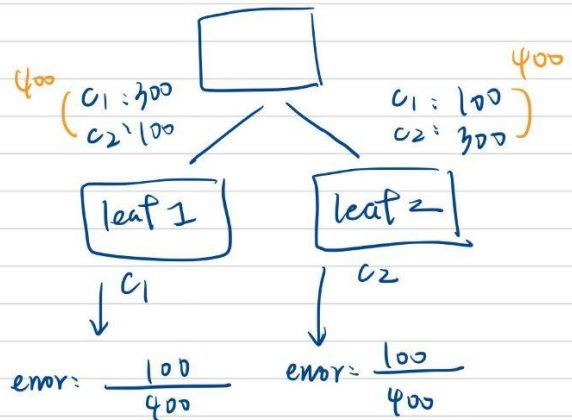 400
C1 : 300
C2 : 100
400
C1 : 100
C2 : 300
leaf 1
leaf 2
C1
C2
error: 100/400
error: 100/400